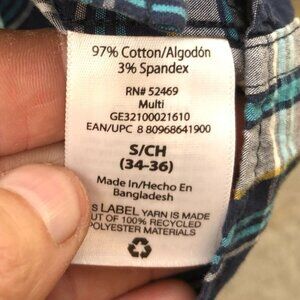 97% Cotton/Algodón
3% Spandex
RN# 52469
Multi
GE32100021610
EAN/UPC 8 80968641900
S/CH
(34-36)
Made In/Hecho En
Bangladesh
LABEL YARN IS MADE
OUT OF 100% RECYCLED
POLYESTER MATERIALS